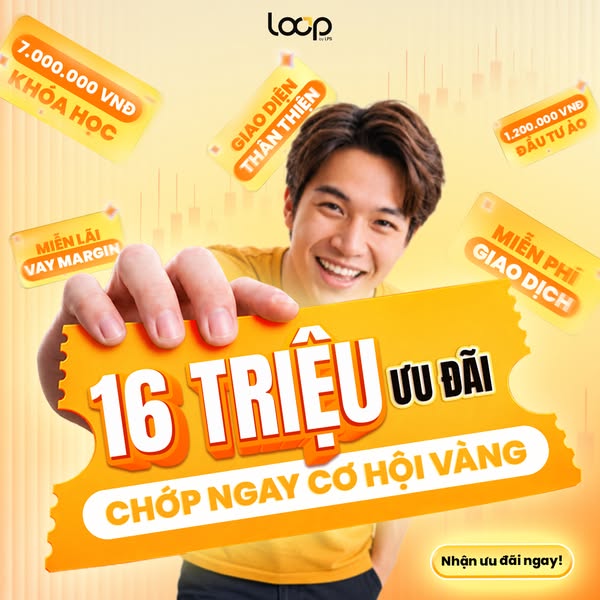 loop
by LPS
7.000.000 VNĐ
KHÓA HỌC
GIAO DIỆN
THÂN THIỆN
1.200.000 VNĐ
ĐẦU TƯ ẢO
MIỄN LÃI
VAY MARGIN
MIỄN PHÍ
GIAO DỊCH
16 TRIỆU ƯU ĐÃI
CHỚP NGAY CƠ HỘI VÀNG
Nhận ưu đãi ngay!